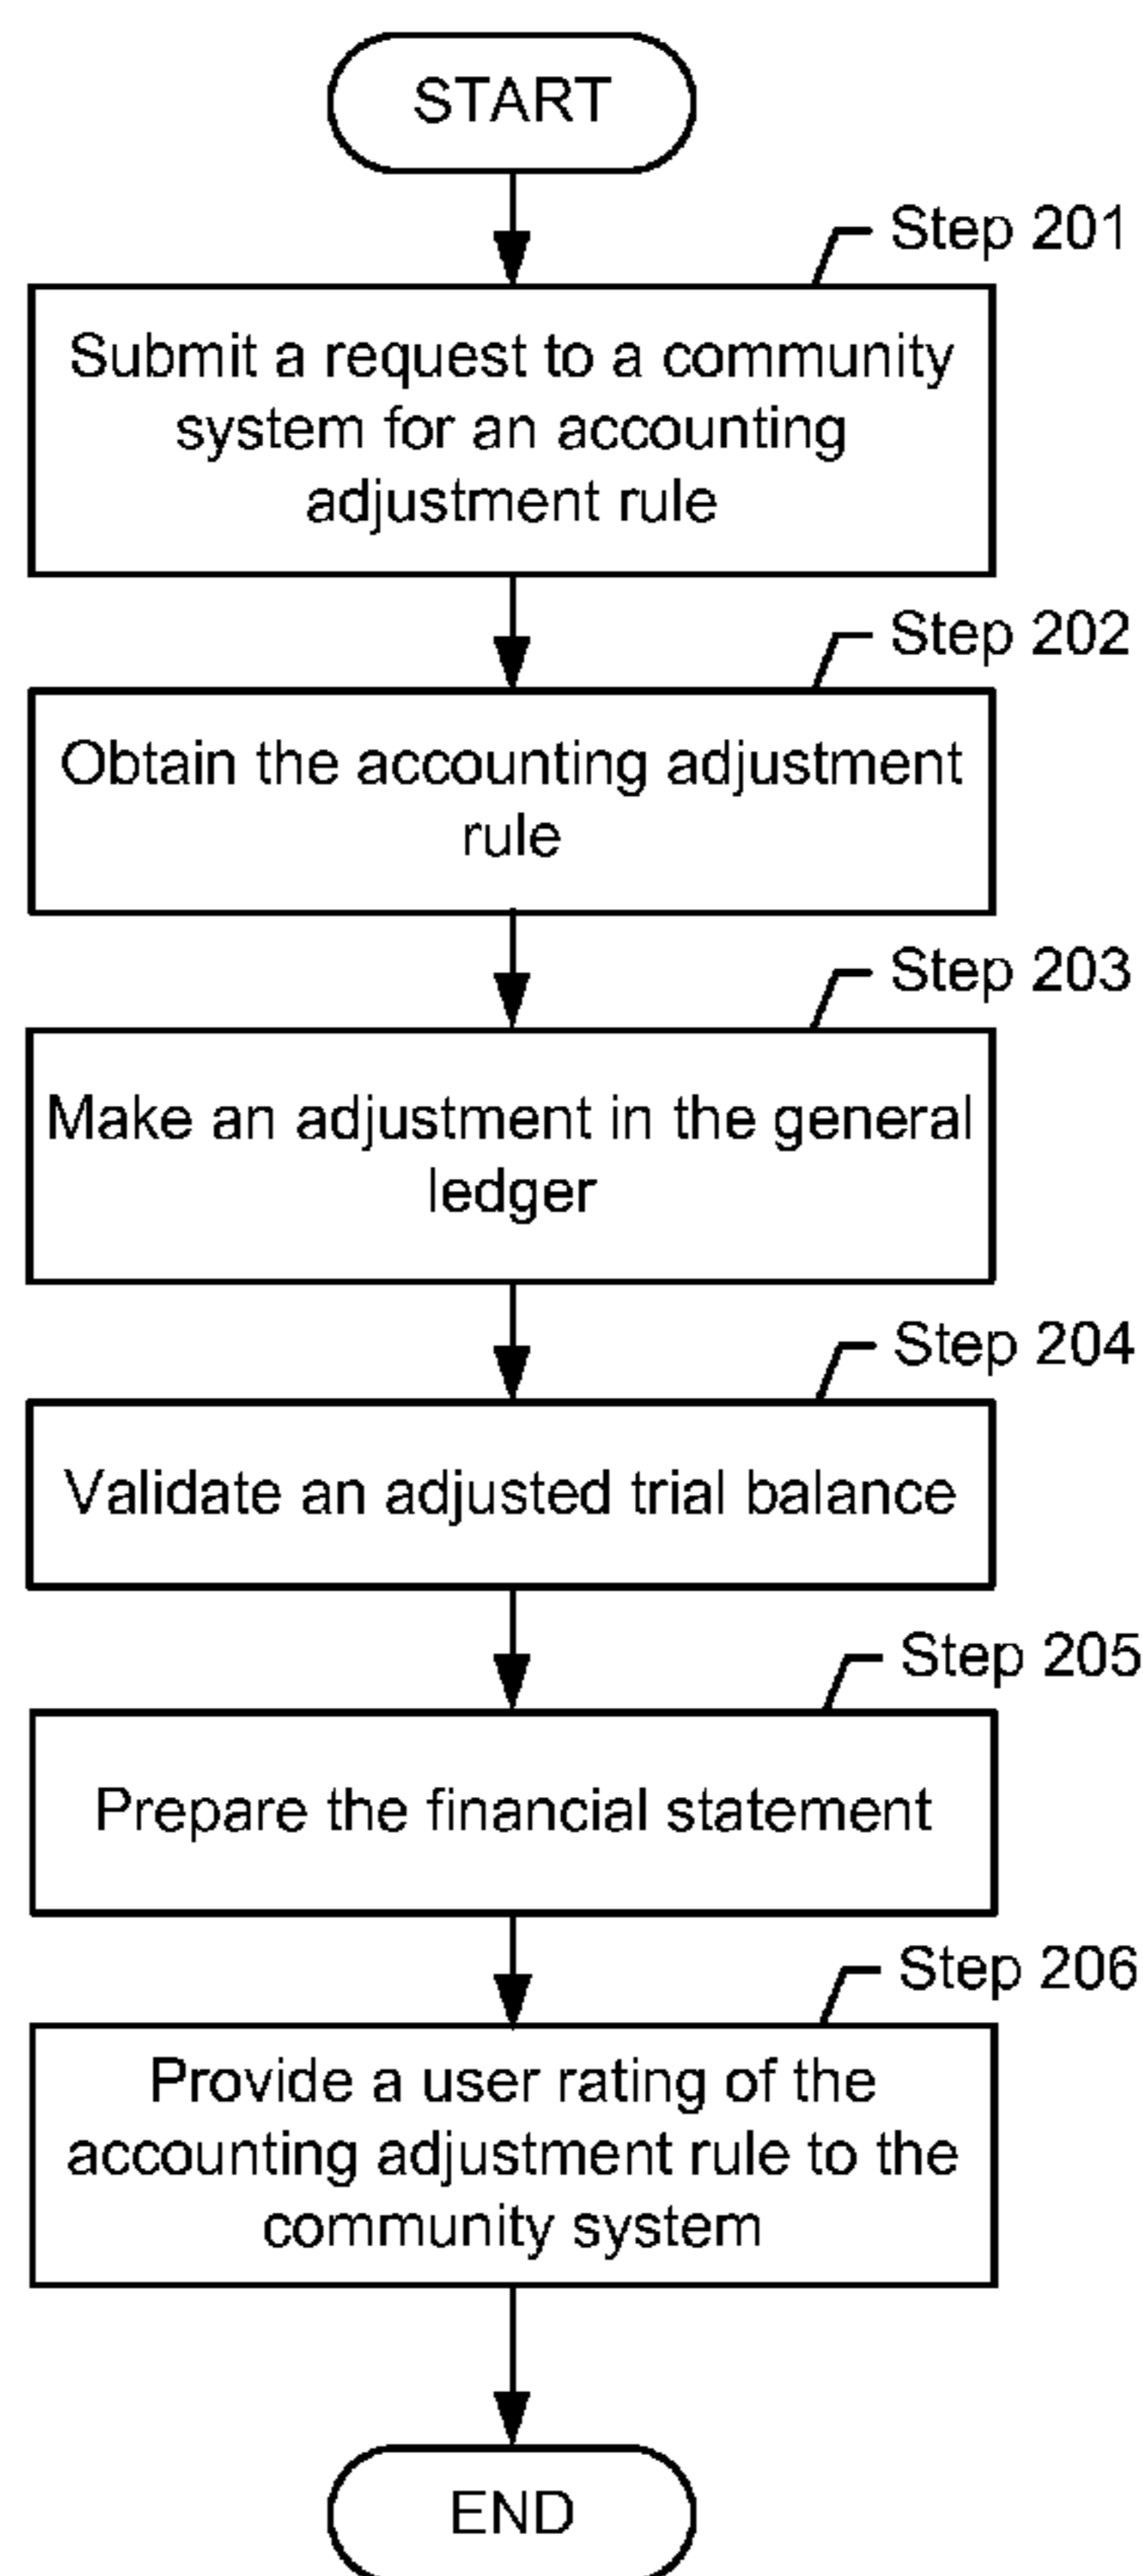 START
Step 201
Submit a request to a community
system for an accounting
adjustment rule
Step 202
Obtain the accounting adjustment
rule
Step 203
Make an adjustment in the general
ledger
Step 204
Validate an adjusted trial balance
Step 205
Prepare the financial statement
Step 206
Provide a user rating of the
accounting adjustment rule to the
community system
END